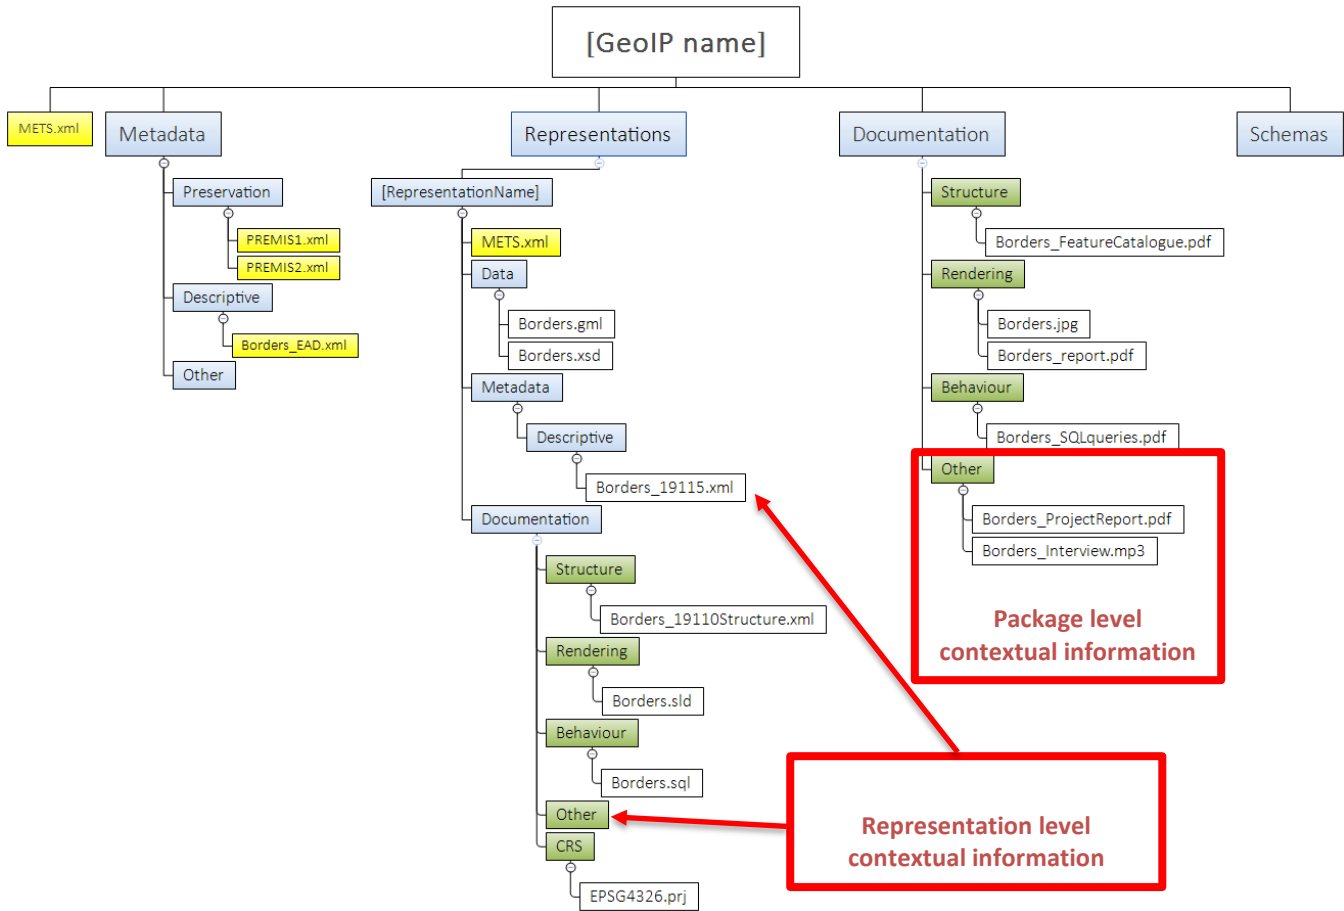 [GeoIP name]
METS.xml
Metadata
Representations
Documentation
Schemas
Preservation
PREMIS1.xml
PREMIS2.xml
Descriptive
Borders_EAD.xml
Other
[RepresentationName]
METS.xml
Data
Borders.gml
Borders.xsd
Metadata
Descriptive
Borders_19115.xml
Documentation
Structure
Borders_19110Structure.xml
Rendering
Borders.sld
Behaviour
Borders.sql
Other
CRS
EPSG4326.prj
Structure
Borders_FeatureCatalogue.pdf
Rendering
Borders.jpg
Borders_report.pdf
Behaviour
Borders_SQLqueries.pdf
Other
Borders_ProjectReport.pdf
Borders_Interview.mp3
Package level
contextual information
Representation level
contextual information